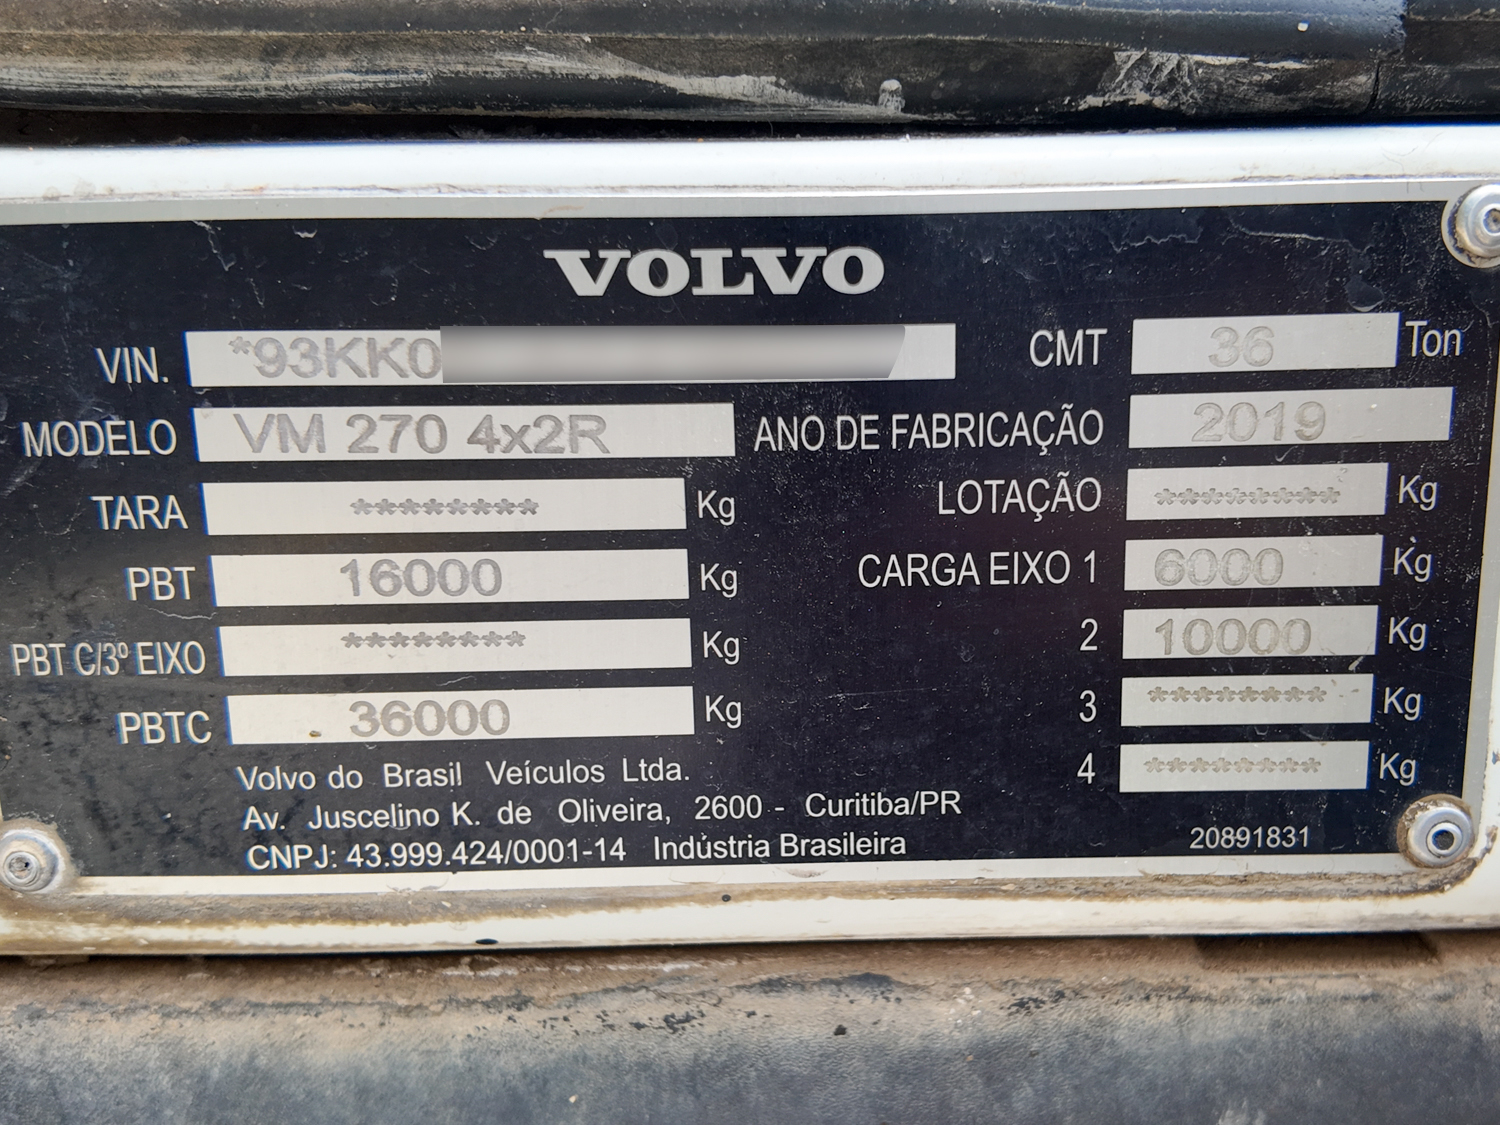 VOLVO
VIN. *93KK0
CMT 36 Ton
MODELO VM 270 4x2R
ANO DE FABRICAÇÃO 2019
TARA ******** Kg
LOTAÇÃO ******** Kg
PBT 16000 Kg
CARGA EIXO 1 6000 Kg
PBT C/3º EIXO ******** Kg
2 10000 Kg
PBTC 36000 Kg
3 ******** Kg
4 ******** Kg
Volvo do Brasil Veículos Ltda.
Av. Juscelino K. de Oliveira, 2600 - Curitiba/PR
CNPJ: 43.999.424/0001-14 Indústria Brasileira
20891831